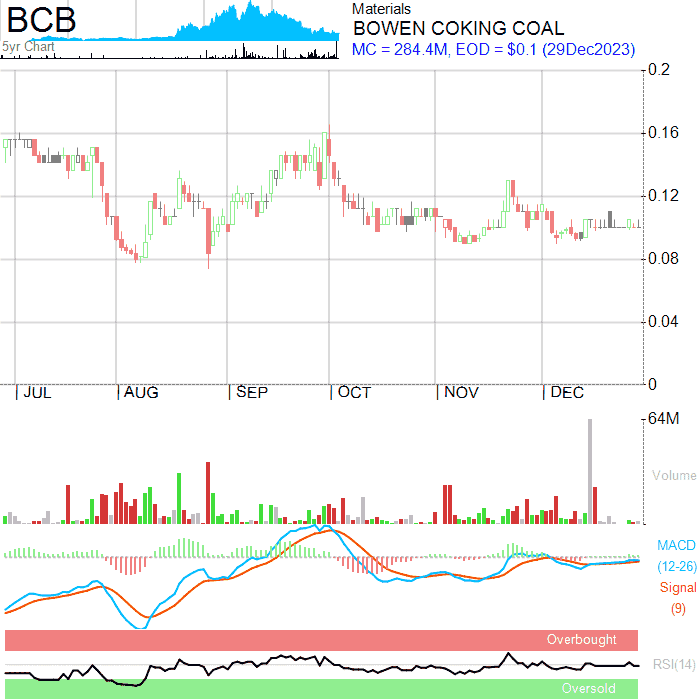 BCB
5yr Chart
Materials
BOWEN COKING COAL
MC = 284.4M, EOD = $0.1 (29Dec2023)
0.2
0.16
0.12
0.08
0.04
0
JUL AUG SEP OCT NOV DEC
64M
Volume
MACD
(12-26)
Signal
(9)
Overbought
RSI(14)
Oversold